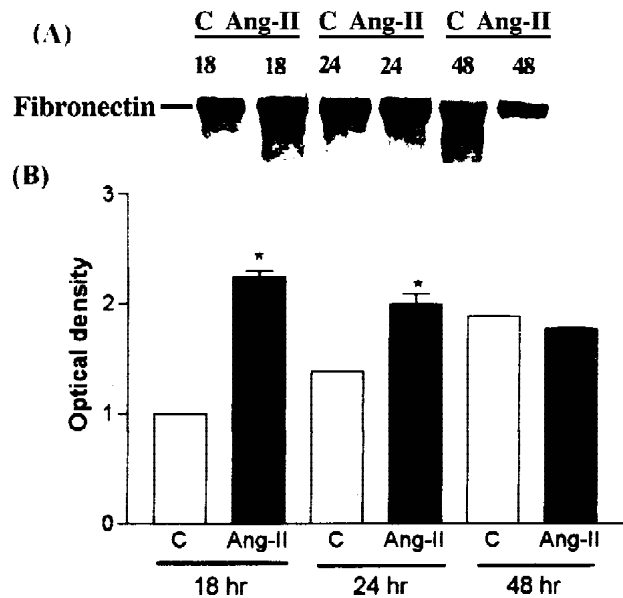 (A)
C Ang-II C Ang-II C Ang-II
18 18 24 24 48 48
Fibronectin
(B)
3
2
1
0
Optical density
* *
C Ang-II C Ang-II C Ang-II
18 hr 24 hr 48 hr